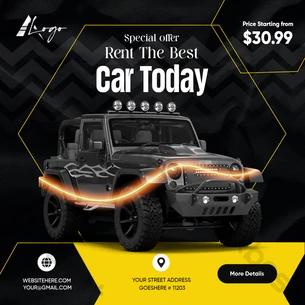 Logo
Special offer
Rent The Best
Car Today
Price Starting from
$30.99
WEBSITEHERE.COM
YOUR@GMAIL.COM
YOUR STREET ADDRESS
GOESHERE # 11203
More Details